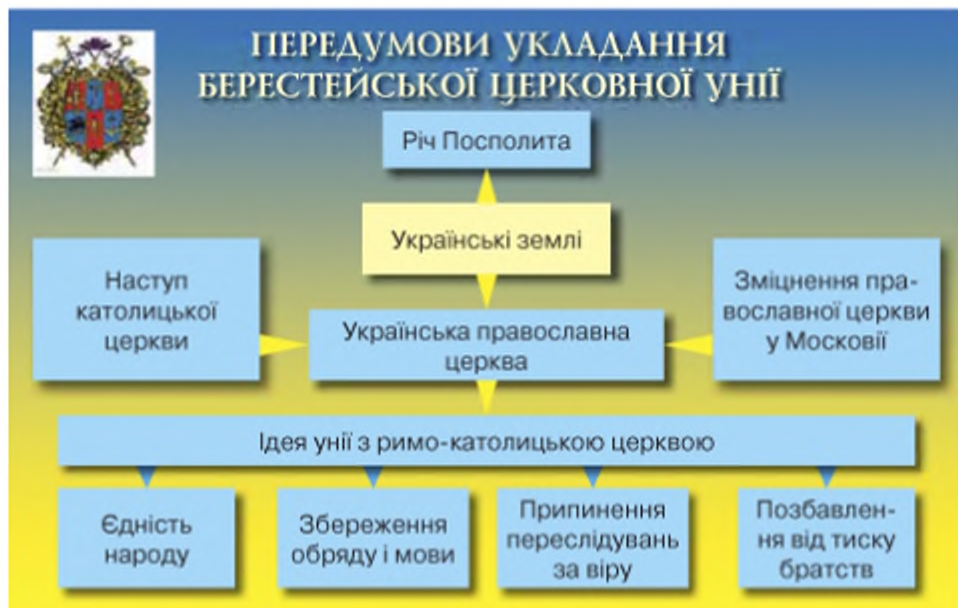 ПЕРЕДУМОВИ УКЛАДАННЯ
БЕРЕСТЕЙСЬКОЇ ЦЕРКОВНОЇ УНІЇ
Річ Посполита
Українські землі
Наступ
католицької
церкви
Українська православна
церква
Зміцнення пра-
вославної церкви
у Московії
Ідея унії з римо-католицькою церквою
Єдність
народу
Збереження
обряду і мови
Припинення
переслідувань
за віру
Позбавлен-
ня від тиску
братств